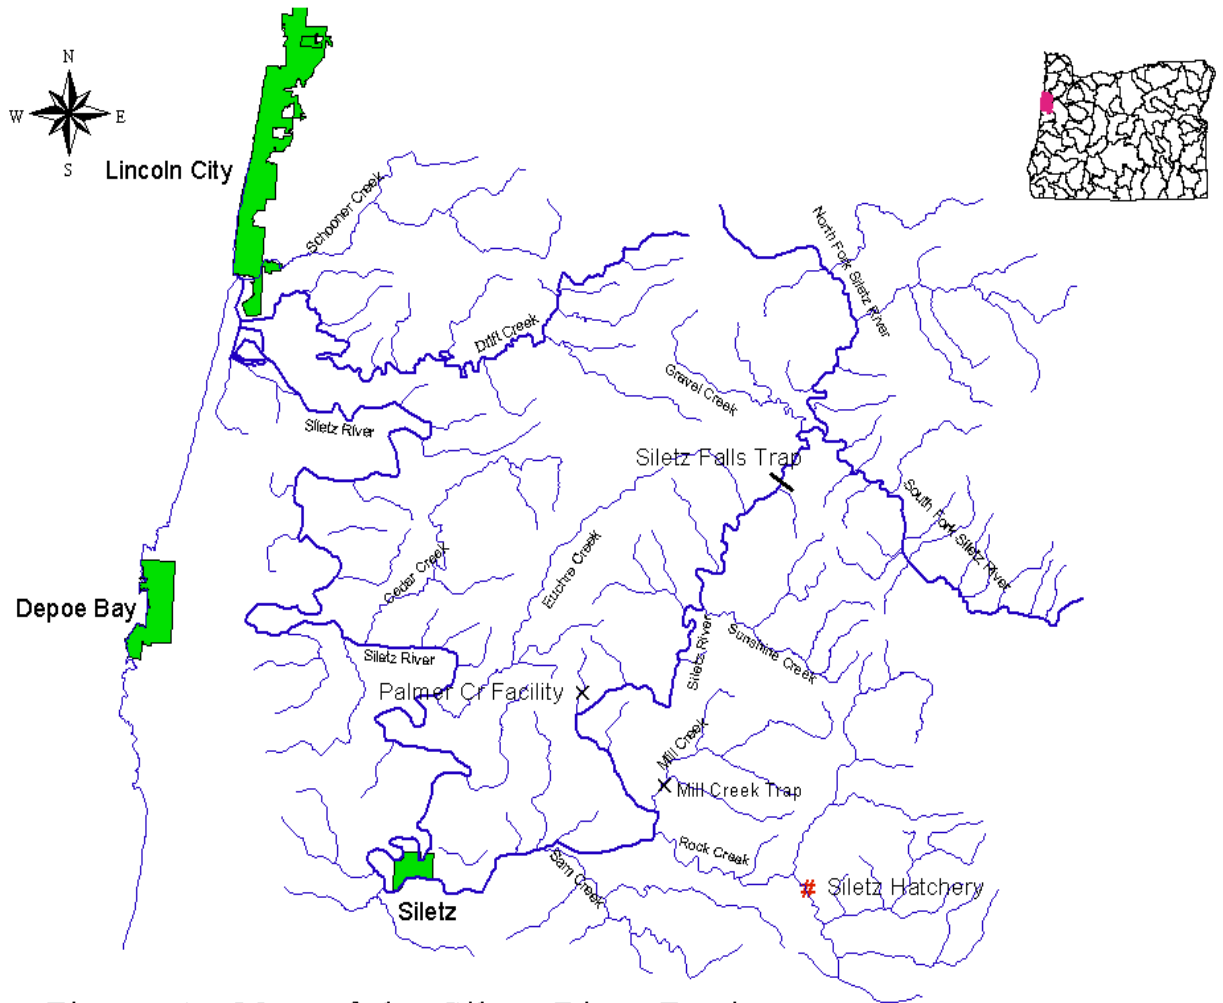 N
W E
S
Lincoln City
Schooner Creek
North Fork Siletz River
Drift Creek
Gravel Creek
Siletz River
Siletz Falls Trap
South Fork Siletz River
Cedar Creek
Euchre Creek
Depoe Bay
Siletz River
Siletz River
Sunshine Creek
Palmer Cr Facility
Mill Creek
Mill Creek Trap
Rock Creek
Sam Creek
# Siletz Hatchery
Siletz